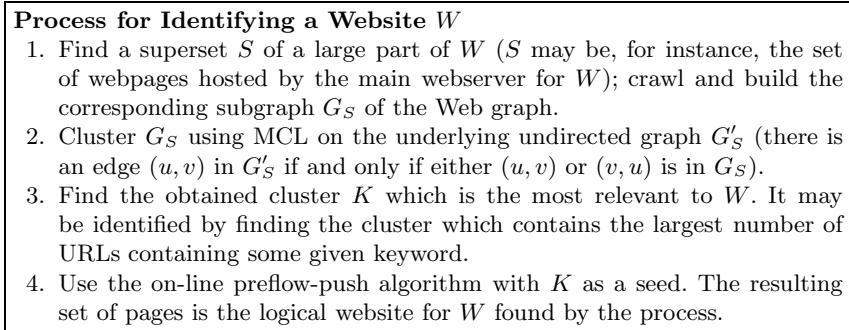 Process for Identifying a Website W
1. Find a superset S of a large part of W (S may be, for instance, the set
of webpages hosted by the main webserver for W); crawl and build the
corresponding subgraph G_S of the Web graph.
2. Cluster G_S using MCL on the underlying undirected graph G'_S (there is
an edge (u, v) in G'_S if and only if either (u, v) or (v, u) is in G_S).
3. Find the obtained cluster K which is the most relevant to W. It may
be identified by finding the cluster which contains the largest number of
URLs containing some given keyword.
4. Use the on-line preflow-push algorithm with K as a seed. The resulting
set of pages is the logical website for W found by the process.